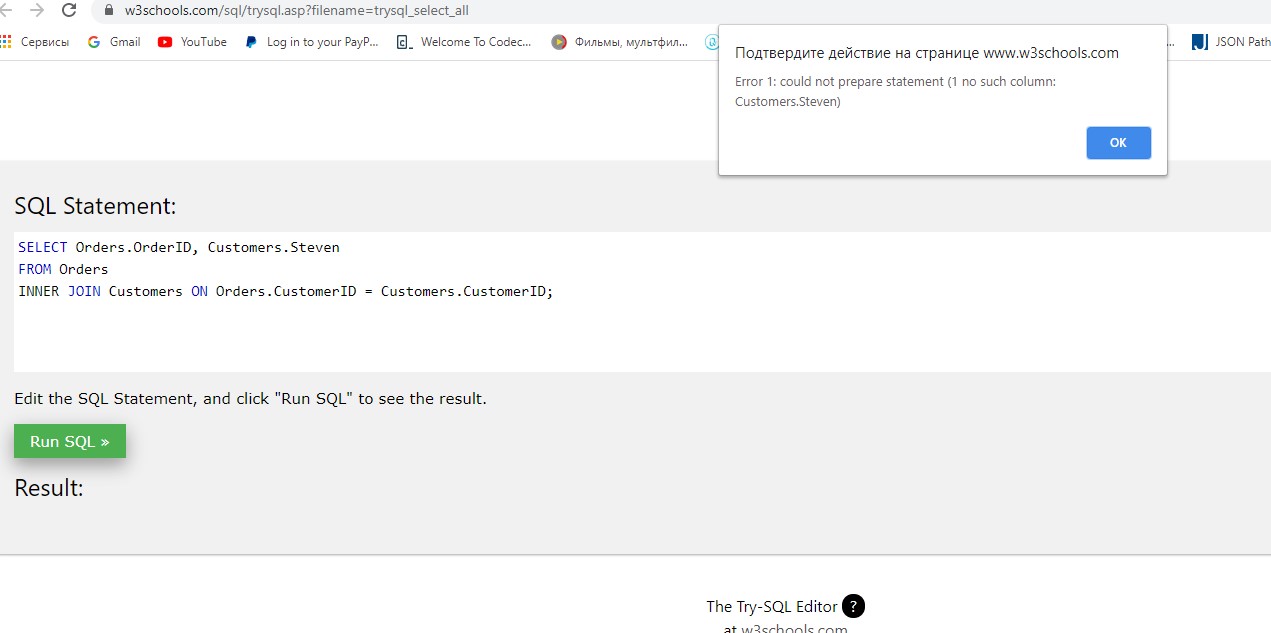 w3schools.com/sql/trysql.asp?filename=trysql_select_all
Сервисы Gmail YouTube Log in to your PayP... Welcome To Codec... Фильмы, мультфил... ... JSON Path
Подтвердите действие на странице www.w3schools.com
Error 1: could not prepare statement (1 no such column:
Customers.Steven)
OK
SQL Statement:
SELECT Orders.OrderID, Customers.Steven
FROM Orders
INNER JOIN Customers ON Orders.CustomerID = Customers.CustomerID;
Edit the SQL Statement, and click "Run SQL" to see the result.
Run SQL »
Result:
The Try-SQL Editor ?
at w3schools.com